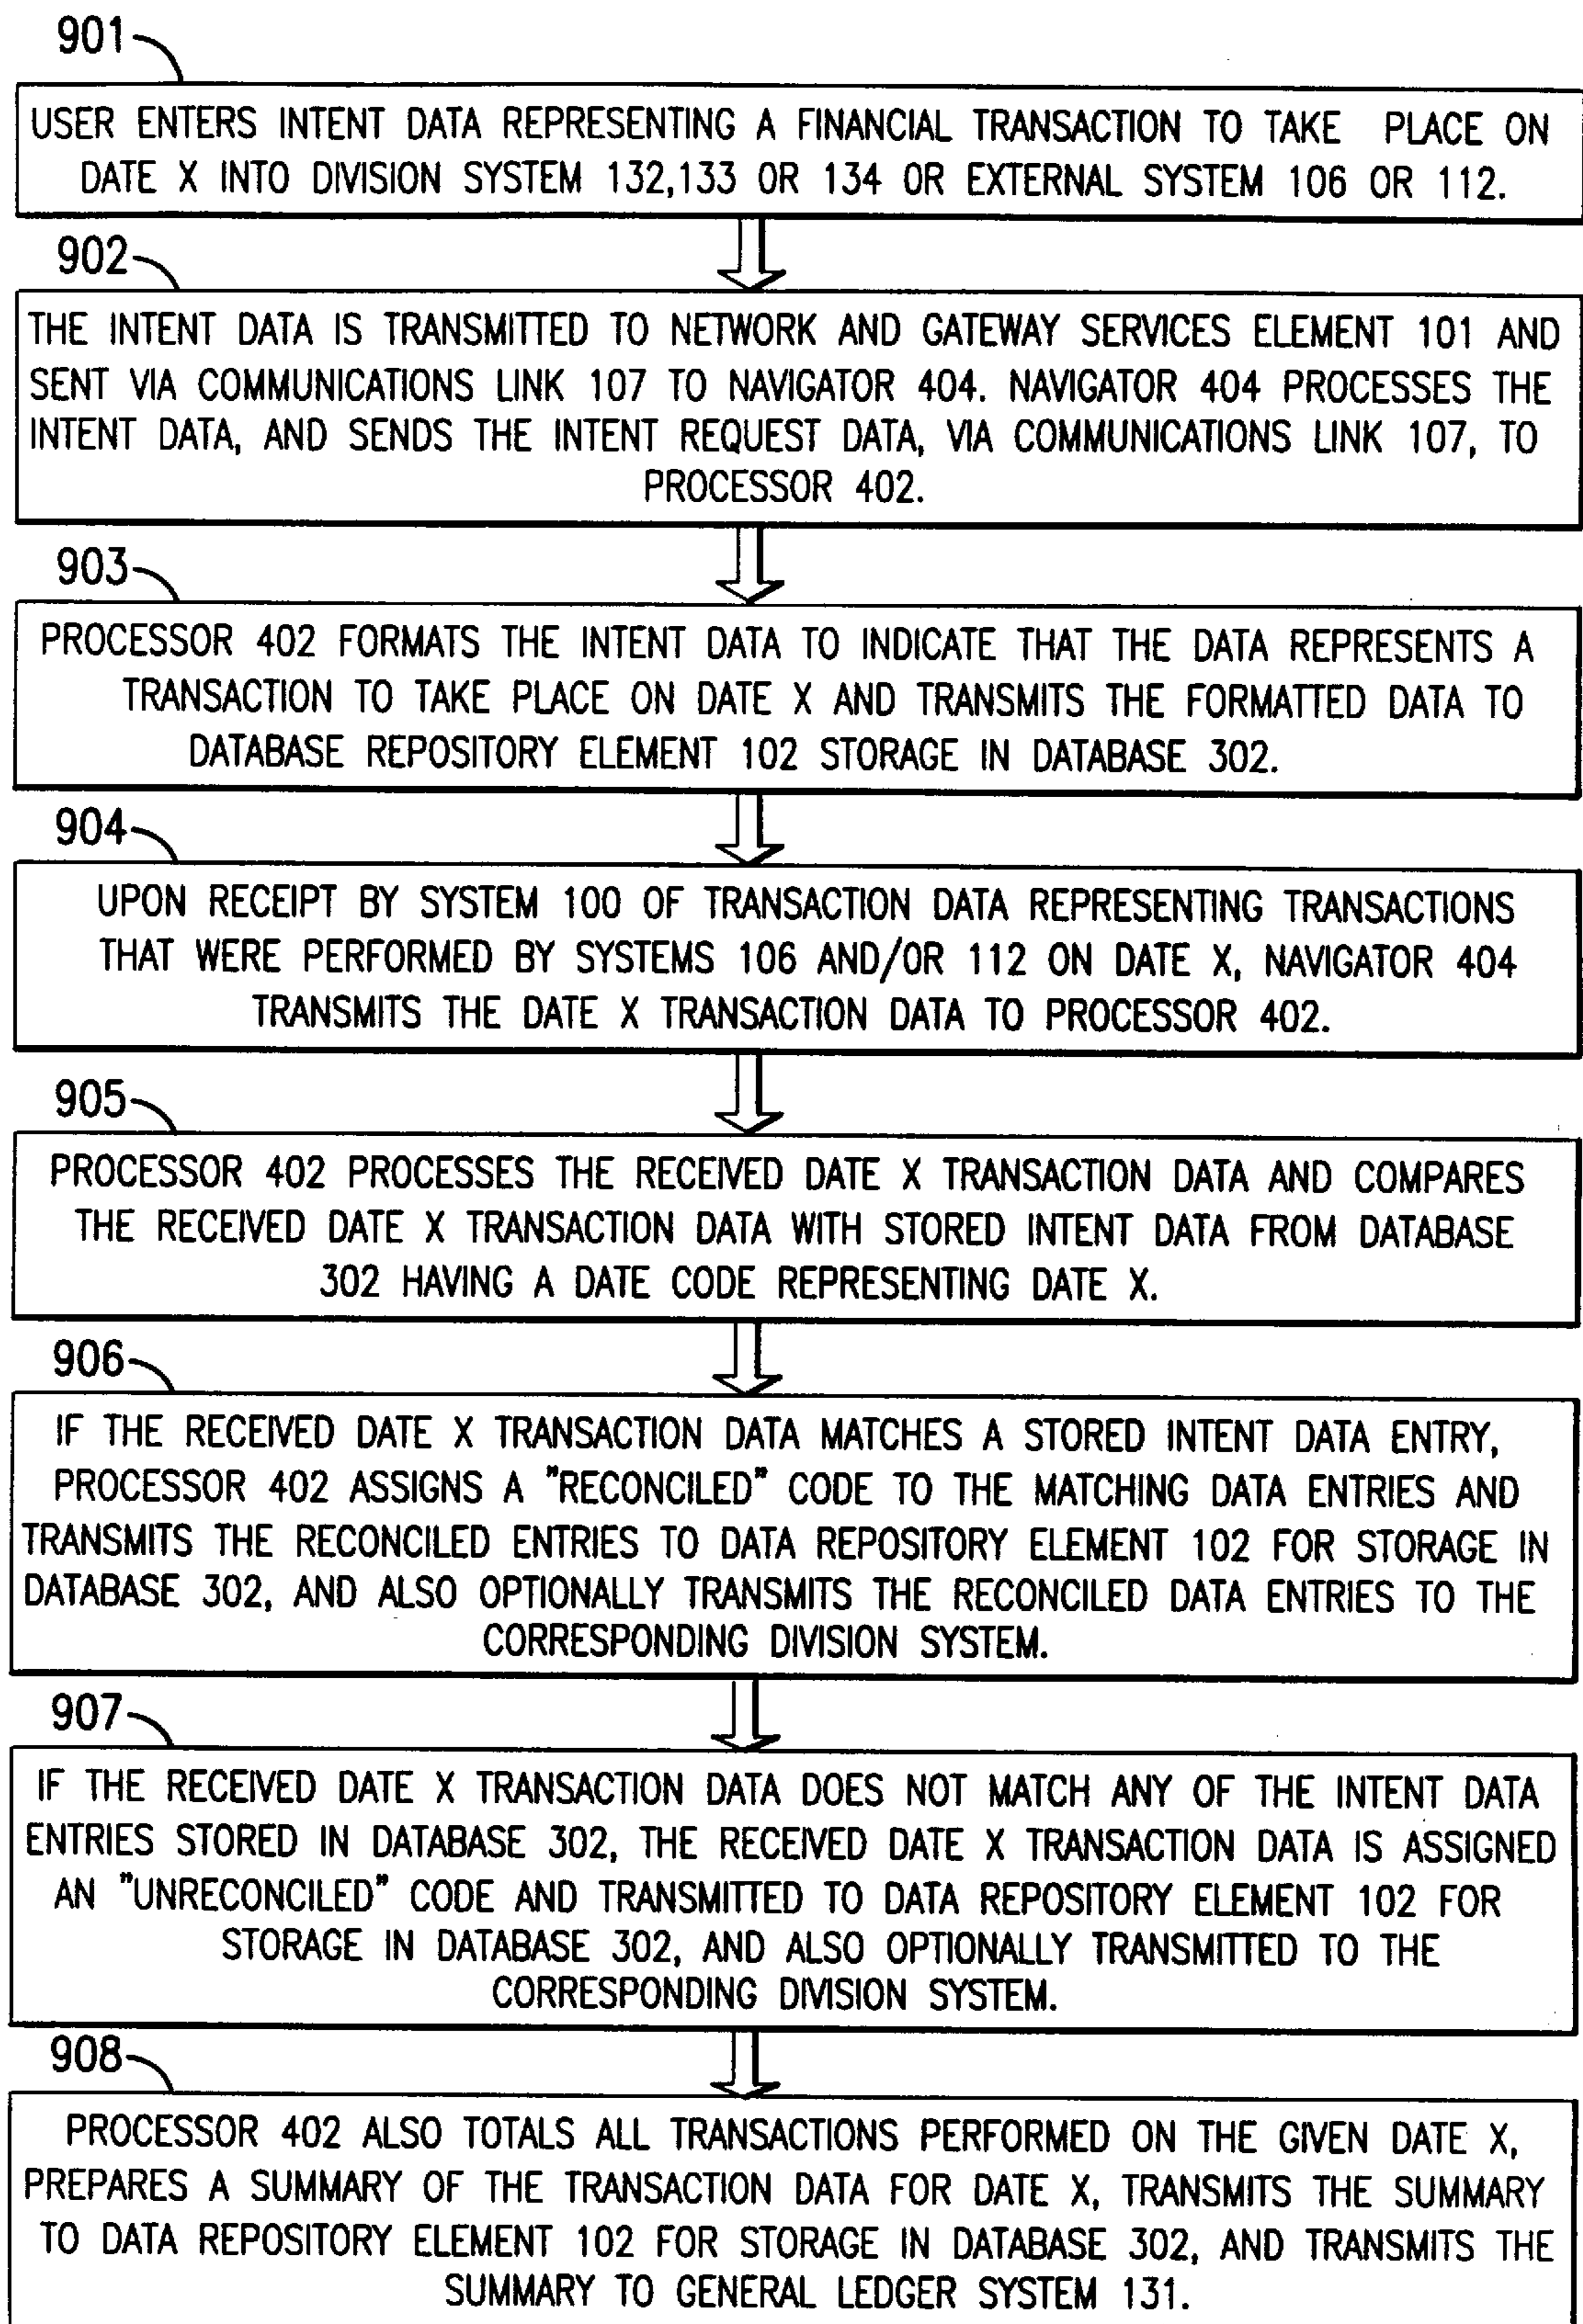 901
USER ENTERS INTENT DATA REPRESENTING A FINANCIAL TRANSACTION TO TAKE PLACE ON
DATE X INTO DIVISION SYSTEM 132,133 OR 134 OR EXTERNAL SYSTEM 106 OR 112.
902
THE INTENT DATA IS TRANSMITTED TO NETWORK AND GATEWAY SERVICES ELEMENT 101 AND
SENT VIA COMMUNICATIONS LINK 107 TO NAVIGATOR 404. NAVIGATOR 404 PROCESSES THE
INTENT DATA, AND SENDS THE INTENT REQUEST DATA, VIA COMMUNICATIONS LINK 107, TO
PROCESSOR 402.
903
PROCESSOR 402 FORMATS THE INTENT DATA TO INDICATE THAT THE DATA REPRESENTS A
TRANSACTION TO TAKE PLACE ON DATE X AND TRANSMITS THE FORMATTED DATA TO
DATABASE REPOSITORY ELEMENT 102 STORAGE IN DATABASE 302.
904
UPON RECEIPT BY SYSTEM 100 OF TRANSACTION DATA REPRESENTING TRANSACTIONS
THAT WERE PERFORMED BY SYSTEMS 106 AND/OR 112 ON DATE X, NAVIGATOR 404
TRANSMITS THE DATE X TRANSACTION DATA TO PROCESSOR 402.
905
PROCESSOR 402 PROCESSES THE RECEIVED DATE X TRANSACTION DATA AND COMPARES
THE RECEIVED DATE X TRANSACTION DATA WITH STORED INTENT DATA FROM DATABASE
302 HAVING A DATE CODE REPRESENTING DATE X.
906
IF THE RECEIVED DATE X TRANSACTION DATA MATCHES A STORED INTENT DATA ENTRY,
PROCESSOR 402 ASSIGNS A "RECONCILED" CODE TO THE MATCHING DATA ENTRIES AND
TRANSMITS THE RECONCILED ENTRIES TO DATA REPOSITORY ELEMENT 102 FOR STORAGE IN
DATABASE 302, AND ALSO OPTIONALLY TRANSMITS THE RECONCILED DATA ENTRIES TO THE
CORRESPONDING DIVISION SYSTEM.
907
IF THE RECEIVED DATE X TRANSACTION DATA DOES NOT MATCH ANY OF THE INTENT DATA
ENTRIES STORED IN DATABASE 302, THE RECEIVED DATE X TRANSACTION DATA IS ASSIGNED
AN "UNRECONCILED" CODE AND TRANSMITTED TO DATA REPOSITORY ELEMENT 102 FOR
STORAGE IN DATABASE 302, AND ALSO OPTIONALLY TRANSMITTED TO THE
CORRESPONDING DIVISION SYSTEM.
908
PROCESSOR 402 ALSO TOTALS ALL TRANSACTIONS PERFORMED ON THE GIVEN DATE X,
PREPARES A SUMMARY OF THE TRANSACTION DATA FOR DATE X, TRANSMITS THE SUMMARY
TO DATA REPOSITORY ELEMENT 102 FOR STORAGE IN DATABASE 302, AND TRANSMITS THE
SUMMARY TO GENERAL LEDGER SYSTEM 131.